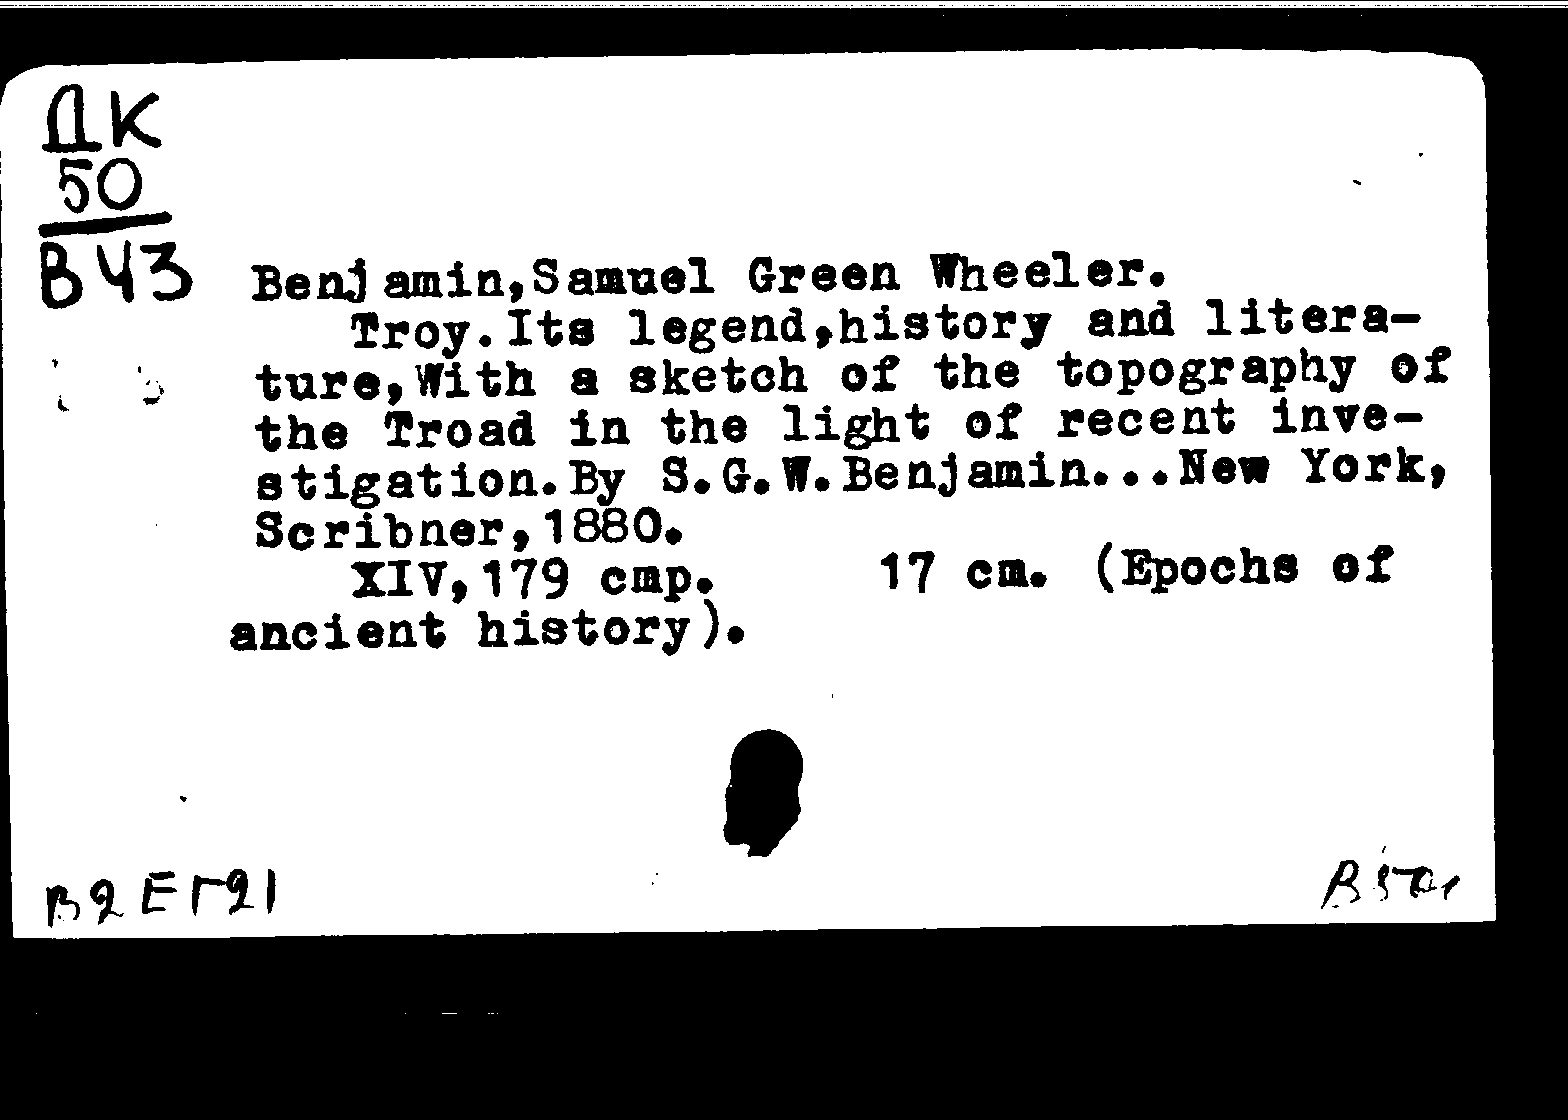 ДК
50
B43
Benjamin,Samuel Green Wheeler.
Troy.Its legend,history and litera-
ture,With a sketch of the topography of
the Troad in the light of recent inve-
stigation.By S.G.W.Benjamin...New York,
Scribner,1880.
XIV,179 cmp. 17 cm. (Epochs of
ancient history).
В2ЕГ21